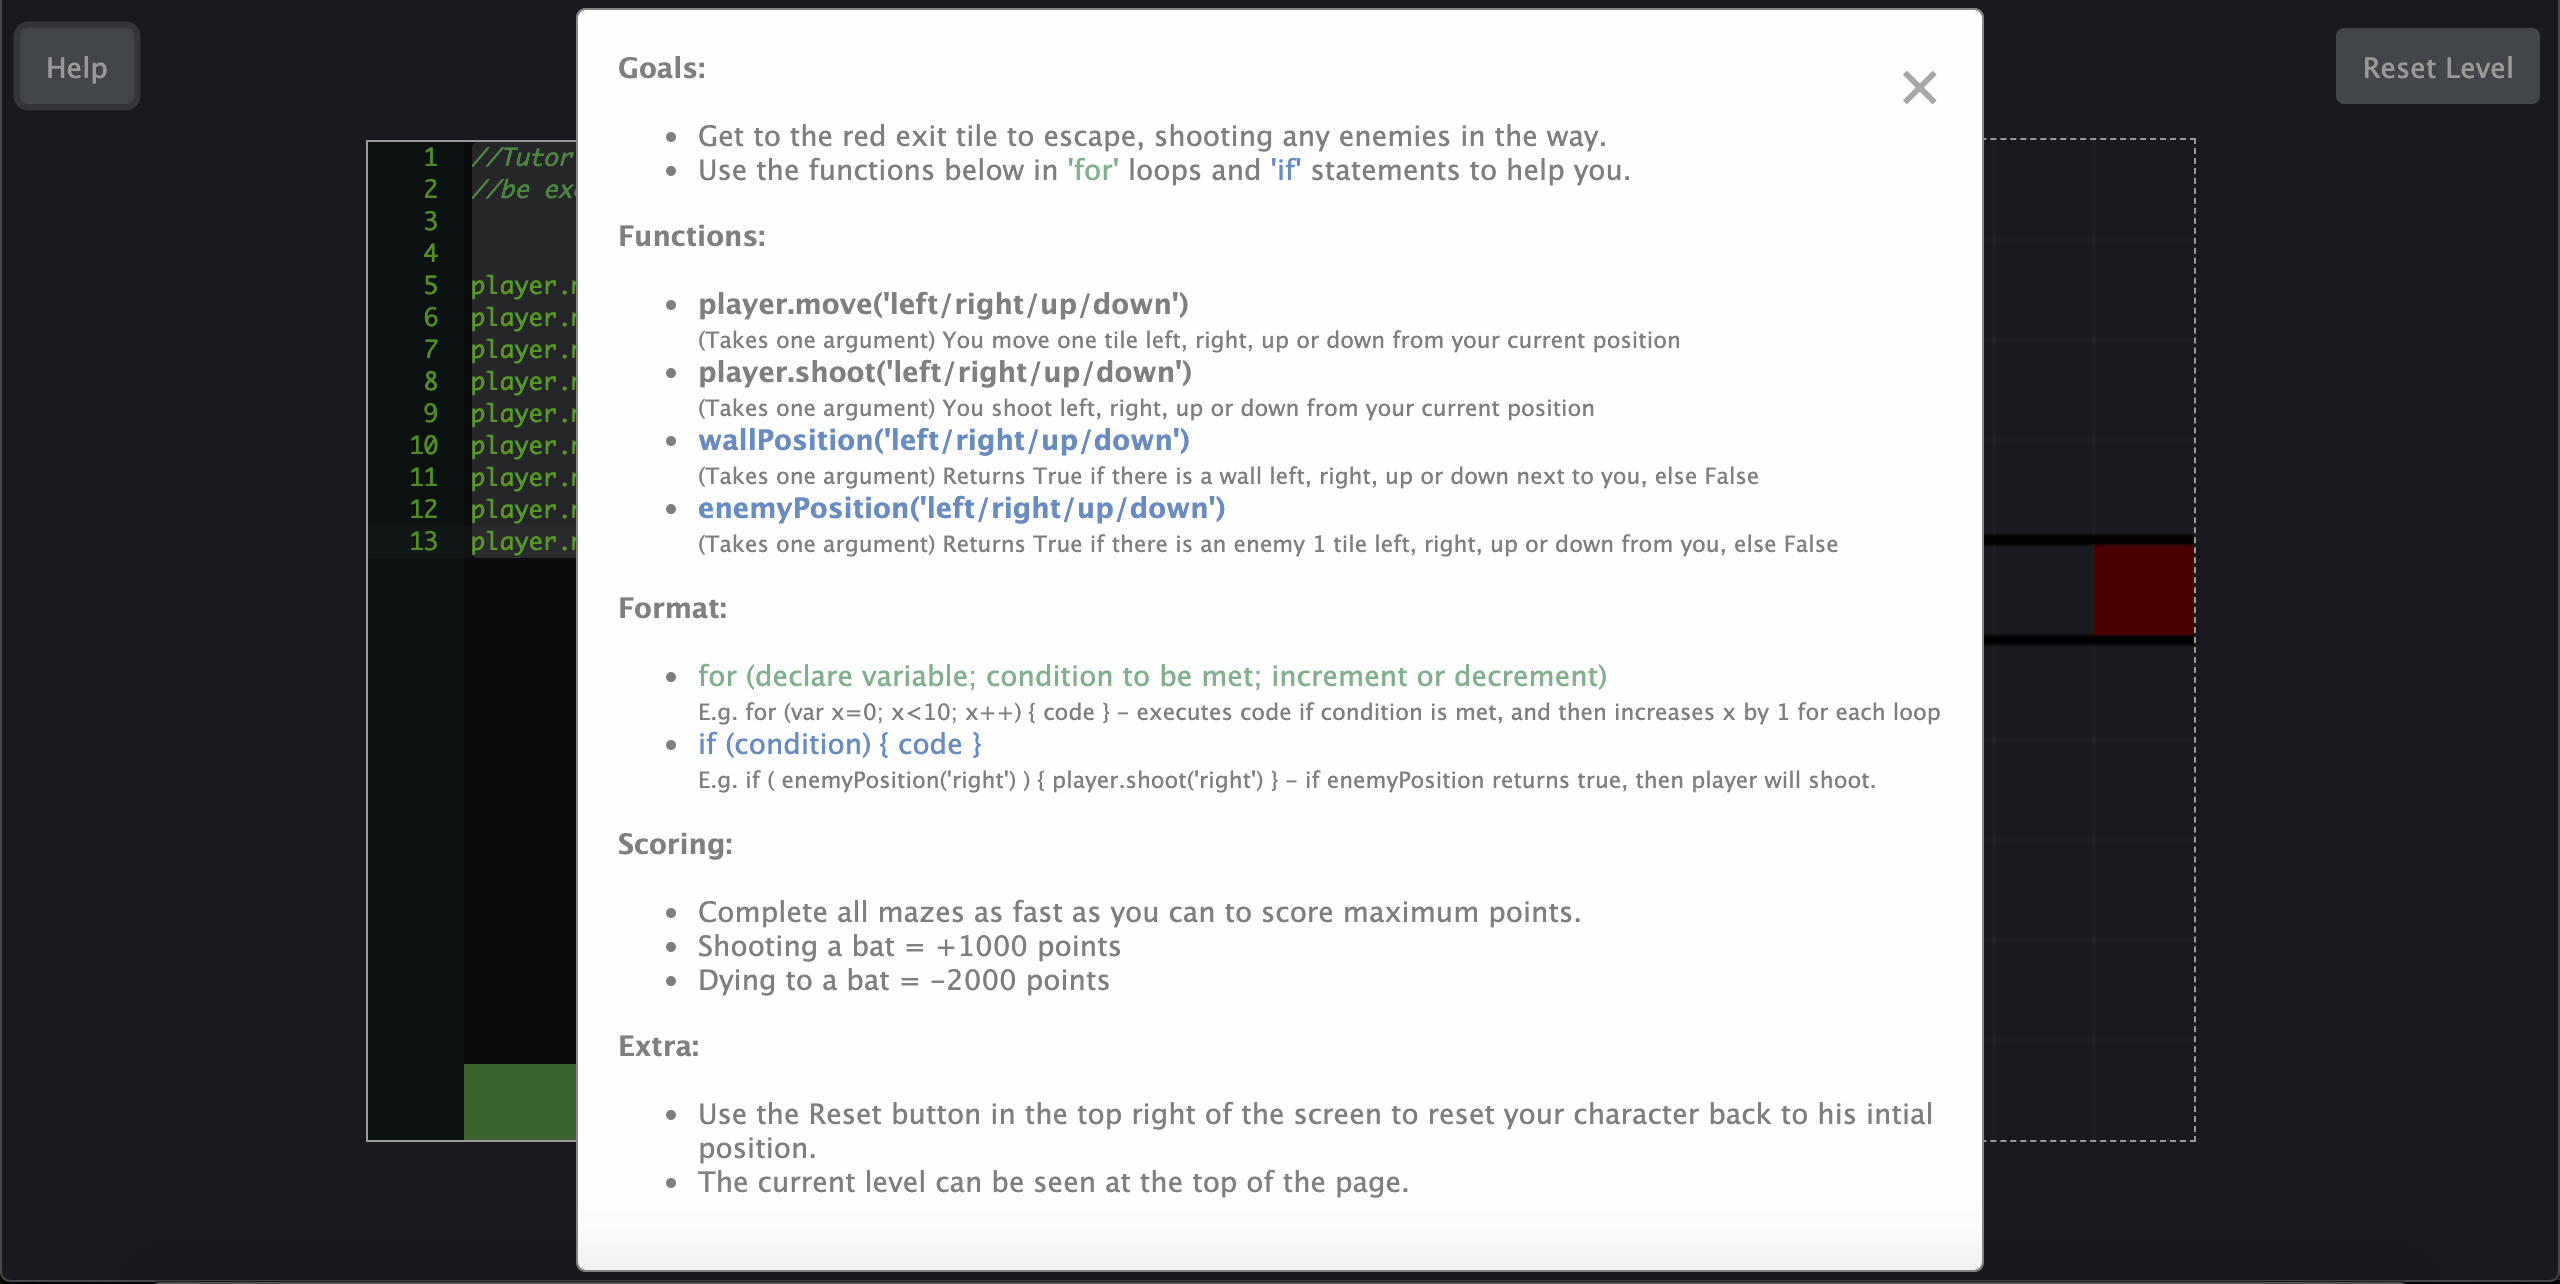 Help
Reset Level
1 //Tutor
2 //be ex
3
4
5 player.
6 player.
7 player.
8 player.
9 player.
10 player.
11 player.
12 player.
13 player.
Goals:
• Get to the red exit tile to escape, shooting any enemies in the way.
• Use the functions below in 'for' loops and 'if' statements to help you.
Functions:
• player.move('left/right/up/down')
(Takes one argument) You move one tile left, right, up or down from your current position
• player.shoot('left/right/up/down')
(Takes one argument) You shoot left, right, up or down from your current position
• wallPosition('left/right/up/down')
(Takes one argument) Returns True if there is a wall left, right, up or down next to you, else False
• enemyPosition('left/right/up/down')
(Takes one argument) Returns True if there is an enemy 1 tile left, right, up or down from you, else False
Format:
• for (declare variable; condition to be met; increment or decrement)
E.g. for (var x=0; x<10; x++) { code } – executes code if condition is met, and then increases x by 1 for each loop
• if (condition) { code }
E.g. if ( enemyPosition('right') ) { player.shoot('right') } – if enemyPosition returns true, then player will shoot.
Scoring:
• Complete all mazes as fast as you can to score maximum points.
• Shooting a bat = +1000 points
• Dying to a bat = -2000 points
Extra:
• Use the Reset button in the top right of the screen to reset your character back to his intial
position.
• The current level can be seen at the top of the page.